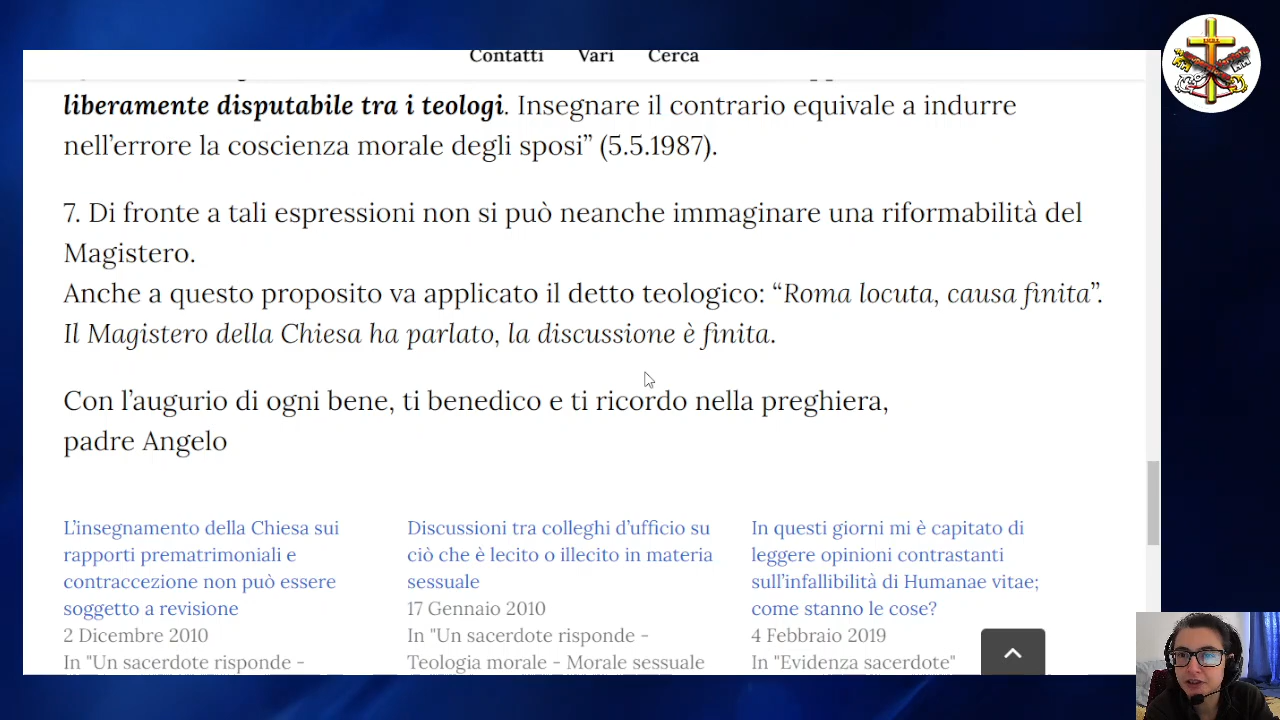 Contatti Vari Cerca
liberamente disputabile tra i teologi. Insegnare il contrario equivale a indurre
nell’errore la coscienza morale degli sposi” (5.5.1987).
7. Di fronte a tali espressioni non si può neanche immaginare una riformabilità del
Magistero.
Anche a questo proposito va applicato il detto teologico: “Roma locuta, causa finita”.
Il Magistero della Chiesa ha parlato, la discussione è finita.
Con l’augurio di ogni bene, ti benedico e ti ricordo nella preghiera,
padre Angelo
L’insegnamento della Chiesa sui
rapporti prematrimoniali e
contraccezione non può essere
soggetto a revisione
2 Dicembre 2010
In "Un sacerdote risponde -
Discussioni tra colleghi d’ufficio su
ciò che è lecito o illecito in materia
sessuale
17 Gennaio 2010
In "Un sacerdote risponde -
Teologia morale - Morale sessuale
In questi giorni mi è capitato di
leggere opinioni contrastanti
sull’infallibilità di Humanae vitae;
come stanno le cose?
4 Febbraio 2019
In "Evidenza sacerdote"